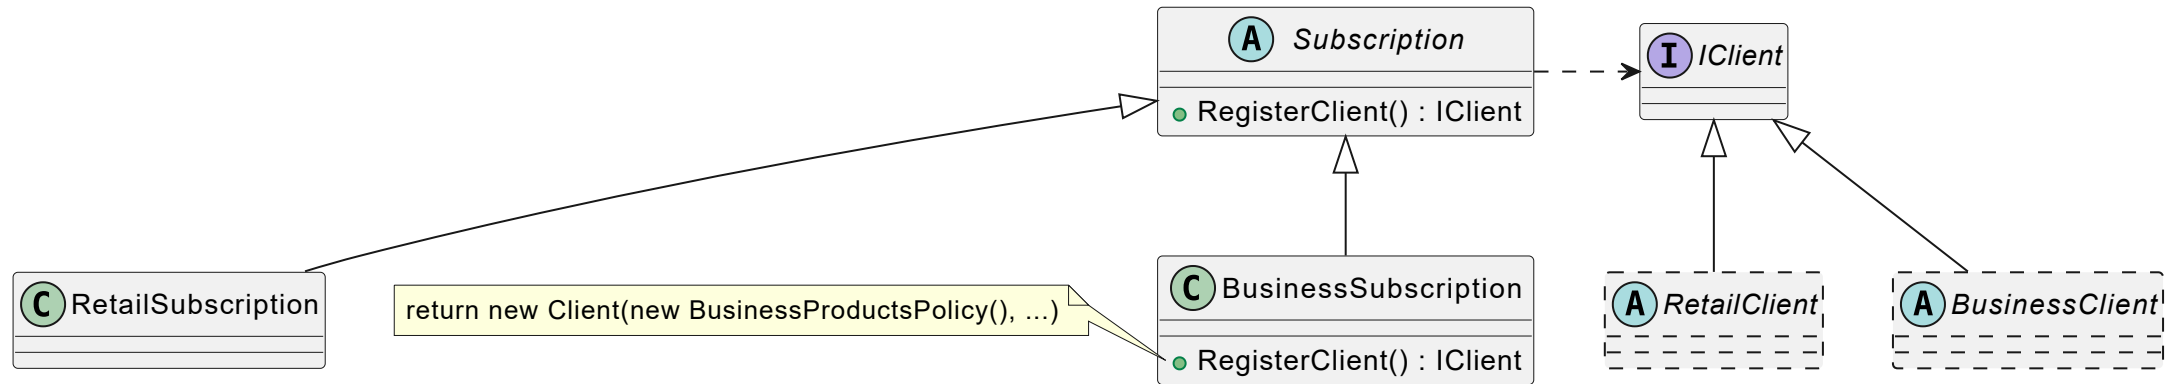 A Subscription
RegisterClient() : IClient
I IClient
C RetailSubscription
return new Client(new BusinessProductsPolicy(), ...)
C BusinessSubscription
RegisterClient() : IClient
A RetailClient
A BusinessClient